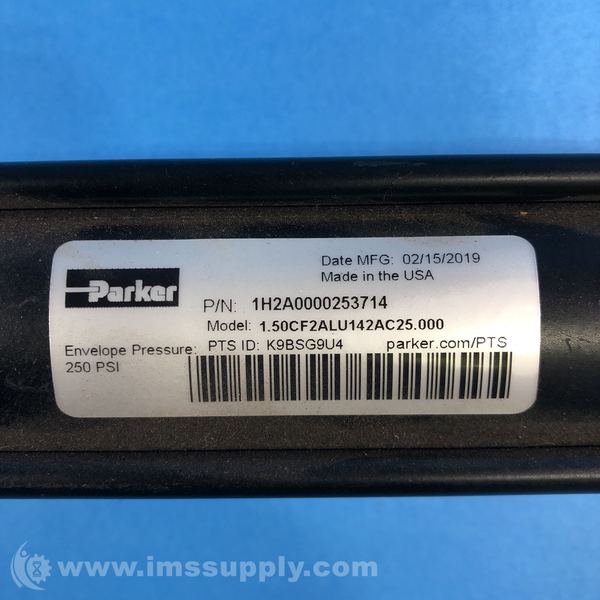 Parker
Date MFG: 02/15/2019
Made in the USA
P/N: 1H2A0000253714
Model: 1.50CF2ALU142AC25.000
Envelope Pressure: PTS ID: K9BSG9U4 parker.com/PTS
250 PSI
www.imssupply.com